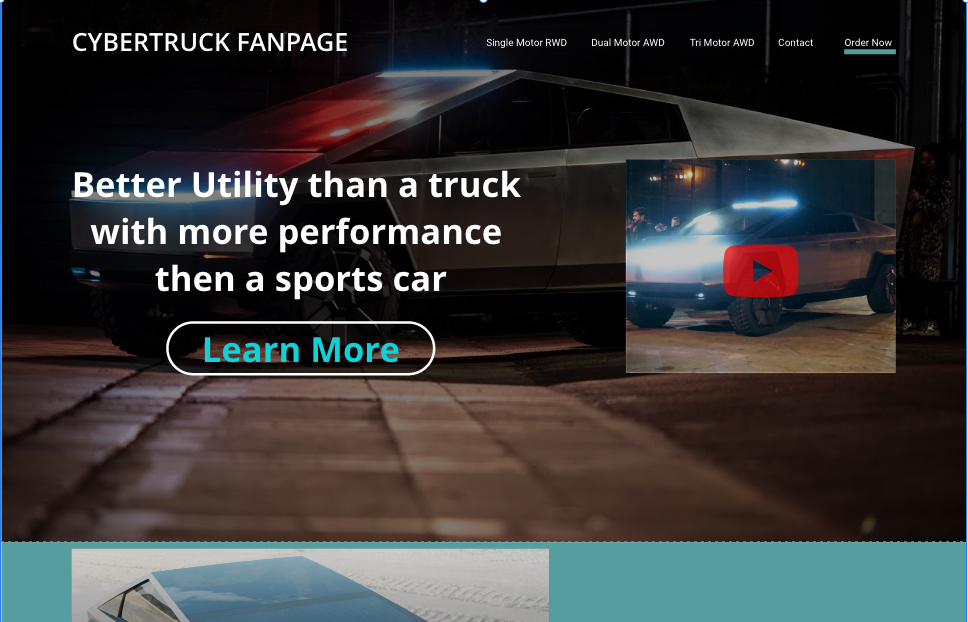 CYBERTRUCK FANPAGE
Single Motor RWD Dual Motor AWD Tri Motor AWD Contact Order Now
Better Utility than a truck
with more performance
then a sports car
Learn More